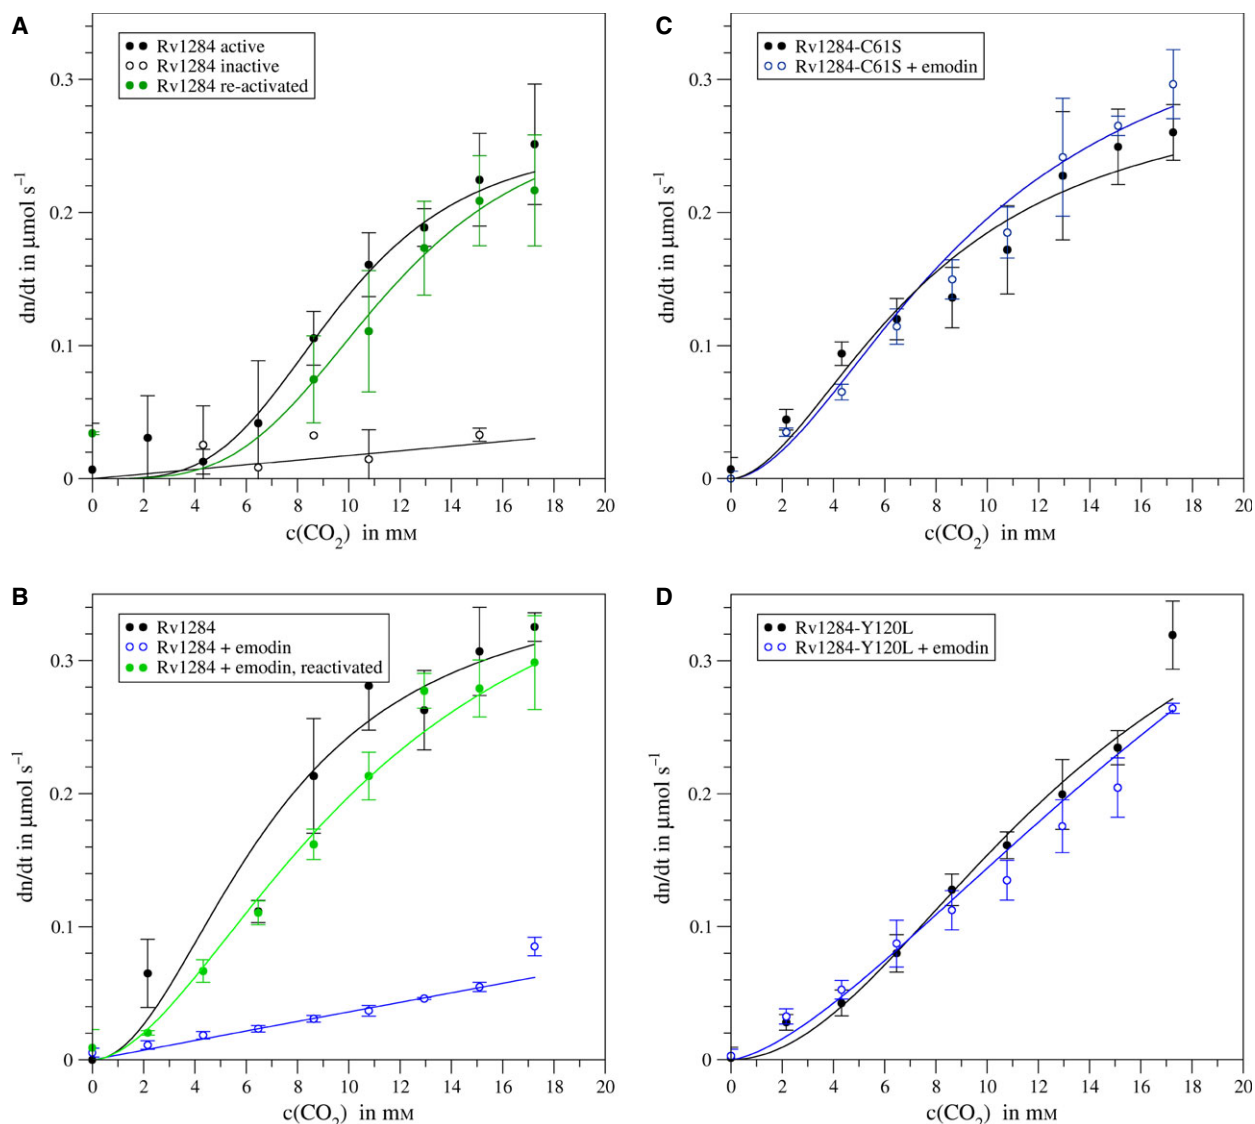 A
Rv1284 active
Rv1284 inactive
Rv1284 re-activated
0.3
0.2
0.1
0
dn/dt in µmol s⁻¹
0 2 4 6 8 10 12 14 16 18 20
c(CO₂) in mM
C
Rv1284-C61S
Rv1284-C61S + emodin
0.3
0.2
0.1
0
dn/dt in µmol s⁻¹
0 2 4 6 8 10 12 14 16 18 20
c(CO₂) in mM
B
Rv1284
Rv1284 + emodin
Rv1284 + emodin, reactivated
0.3
0.2
0.1
0
dn/dt in µmol s⁻¹
0 2 4 6 8 10 12 14 16 18 20
c(CO₂) in mM
D
Rv1284-Y120L
Rv1284-Y120L + emodin
0.3
0.2
0.1
0
dn/dt in µmol s⁻¹
0 2 4 6 8 10 12 14 16 18 20
c(CO₂) in mM